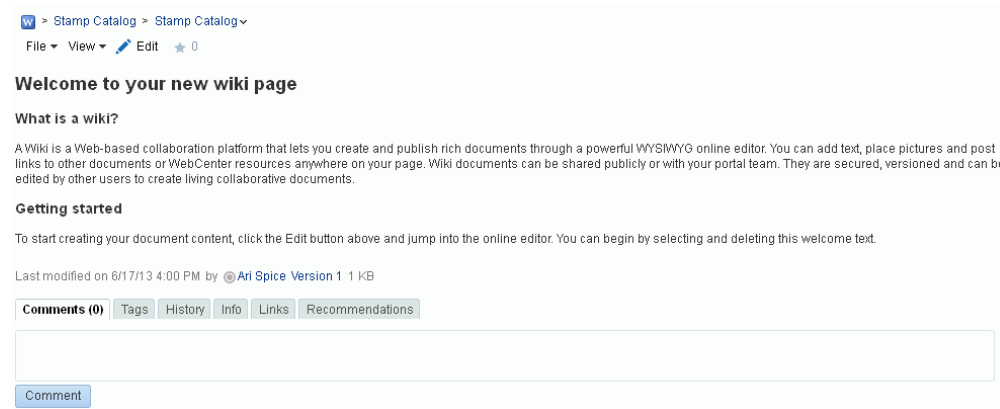 W > Stamp Catalog > Stamp Catalog
File View Edit 0
Welcome to your new wiki page
What is a wiki?
A Wiki is a Web-based collaboration platform that lets you create and publish rich documents through a powerful WYSIWYG online editor. You can add text, place pictures and post
links to other documents or WebCenter resources anywhere on your page. Wiki documents can be shared publicly or with your portal team. They are secured, versioned and can be
edited by other users to create living collaborative documents.
Getting started
To start creating your document content, click the Edit button above and jump into the online editor. You can begin by selecting and deleting this welcome text.
Last modified on 6/17/13 4:00 PM by Ari Spice Version 1 1 KB
Comments (0) Tags History Info Links Recommendations
Comment